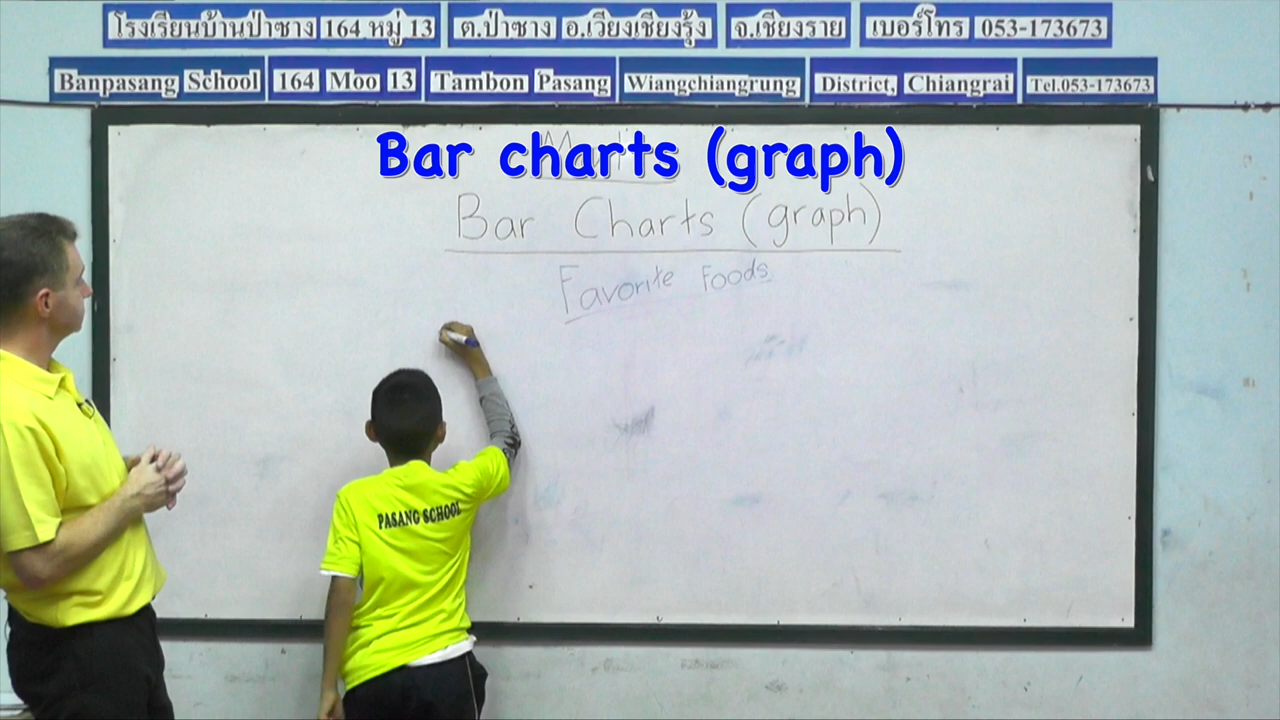 โรงเรียนบ้านป่าซาง 164 หมู่ 13 ต.ป่าซาง อ.เวียงเชียงรุ้ง จ.เชียงราย เบอร์โทร 053-173673
Banpasang School 164 Moo 13 Tambon Pasang Wiangchiangrung District, Chiangrai Tel.053-173673
Bar charts (graph)
Bar Charts (graph)
Favorite Foods
PASANG SCHOOL